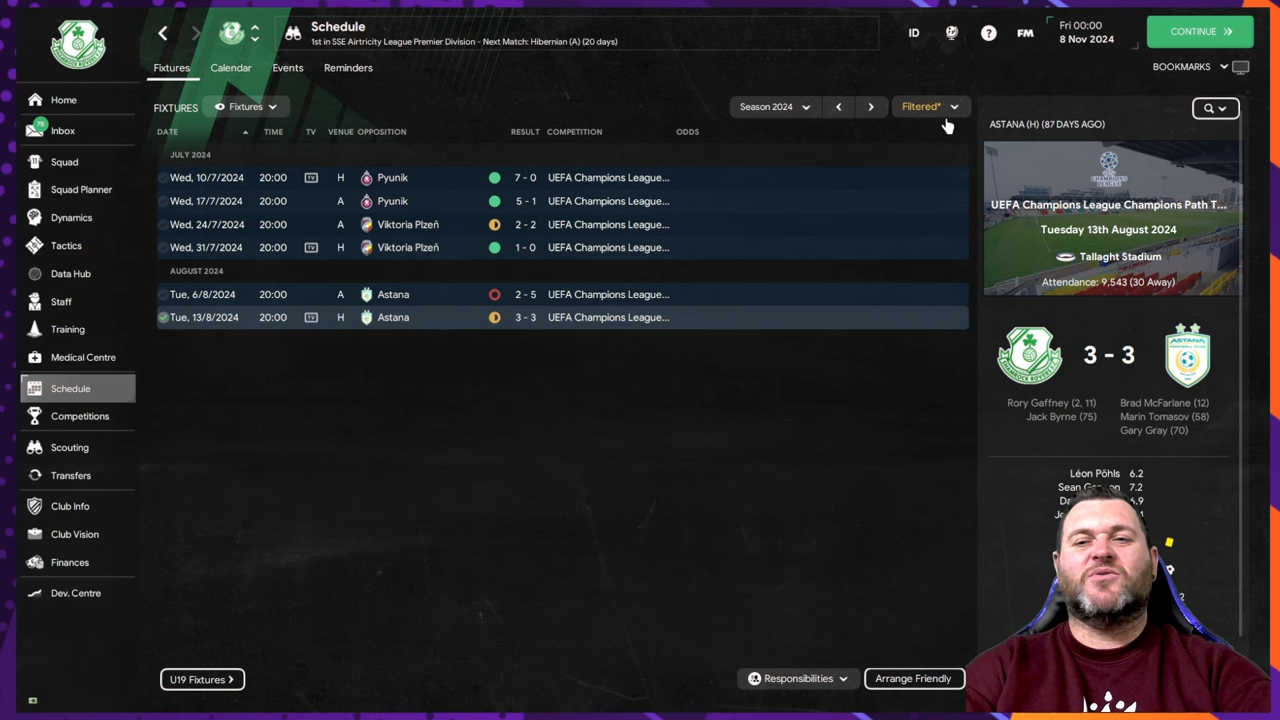 Schedule
1st in SSE Airtricity League Premier Division - Next Match: Hibernian (A) (20 days)
ID
FM
Fri 00:00
8 Nov 2024
CONTINUE
Fixtures Calendar Events Reminders
BOOKMARKS
Home
Inbox
Squad
Squad Planner
Dynamics
Tactics
Data Hub
Staff
Training
Medical Centre
Schedule
Competitions
Scouting
Transfers
Club Info
Club Vision
Finances
Dev. Centre
FIXTURES Fixtures Season 2024 Filtered*
DATE TIME TV VENUE OPPOSITION RESULT COMPETITION ODDS
JULY 2024
Wed, 10/7/2024 20:00 TV H Pyunik 7 - 0 UEFA Champions League...
Wed, 17/7/2024 20:00 A Pyunik 5 - 1 UEFA Champions League...
Wed, 24/7/2024 20:00 A Viktoria Plzeň 2 - 2 UEFA Champions League...
Wed, 31/7/2024 20:00 TV H Viktoria Plzeň 1 - 0 UEFA Champions League...
AUGUST 2024
Tue, 6/8/2024 20:00 A Astana 2 - 5 UEFA Champions League...
Tue, 13/8/2024 20:00 TV H Astana 3 - 3 UEFA Champions League...
U19 Fixtures
Responsibilities
Arrange Friendly
ASTANA (H) (87 DAYS AGO)
UEFA Champions League Champions Path T...
Tuesday 13th August 2024
Tallaght Stadium
Attendance: 9,543 (30 Away)
3 - 3
Rory Gaffney (2, 11) Brad McFarlane (12)
Jack Byrne (75) Marin Tomasov (58)
Gary Gray (70)
Léon Pöhls 6.2
Sean 7.2